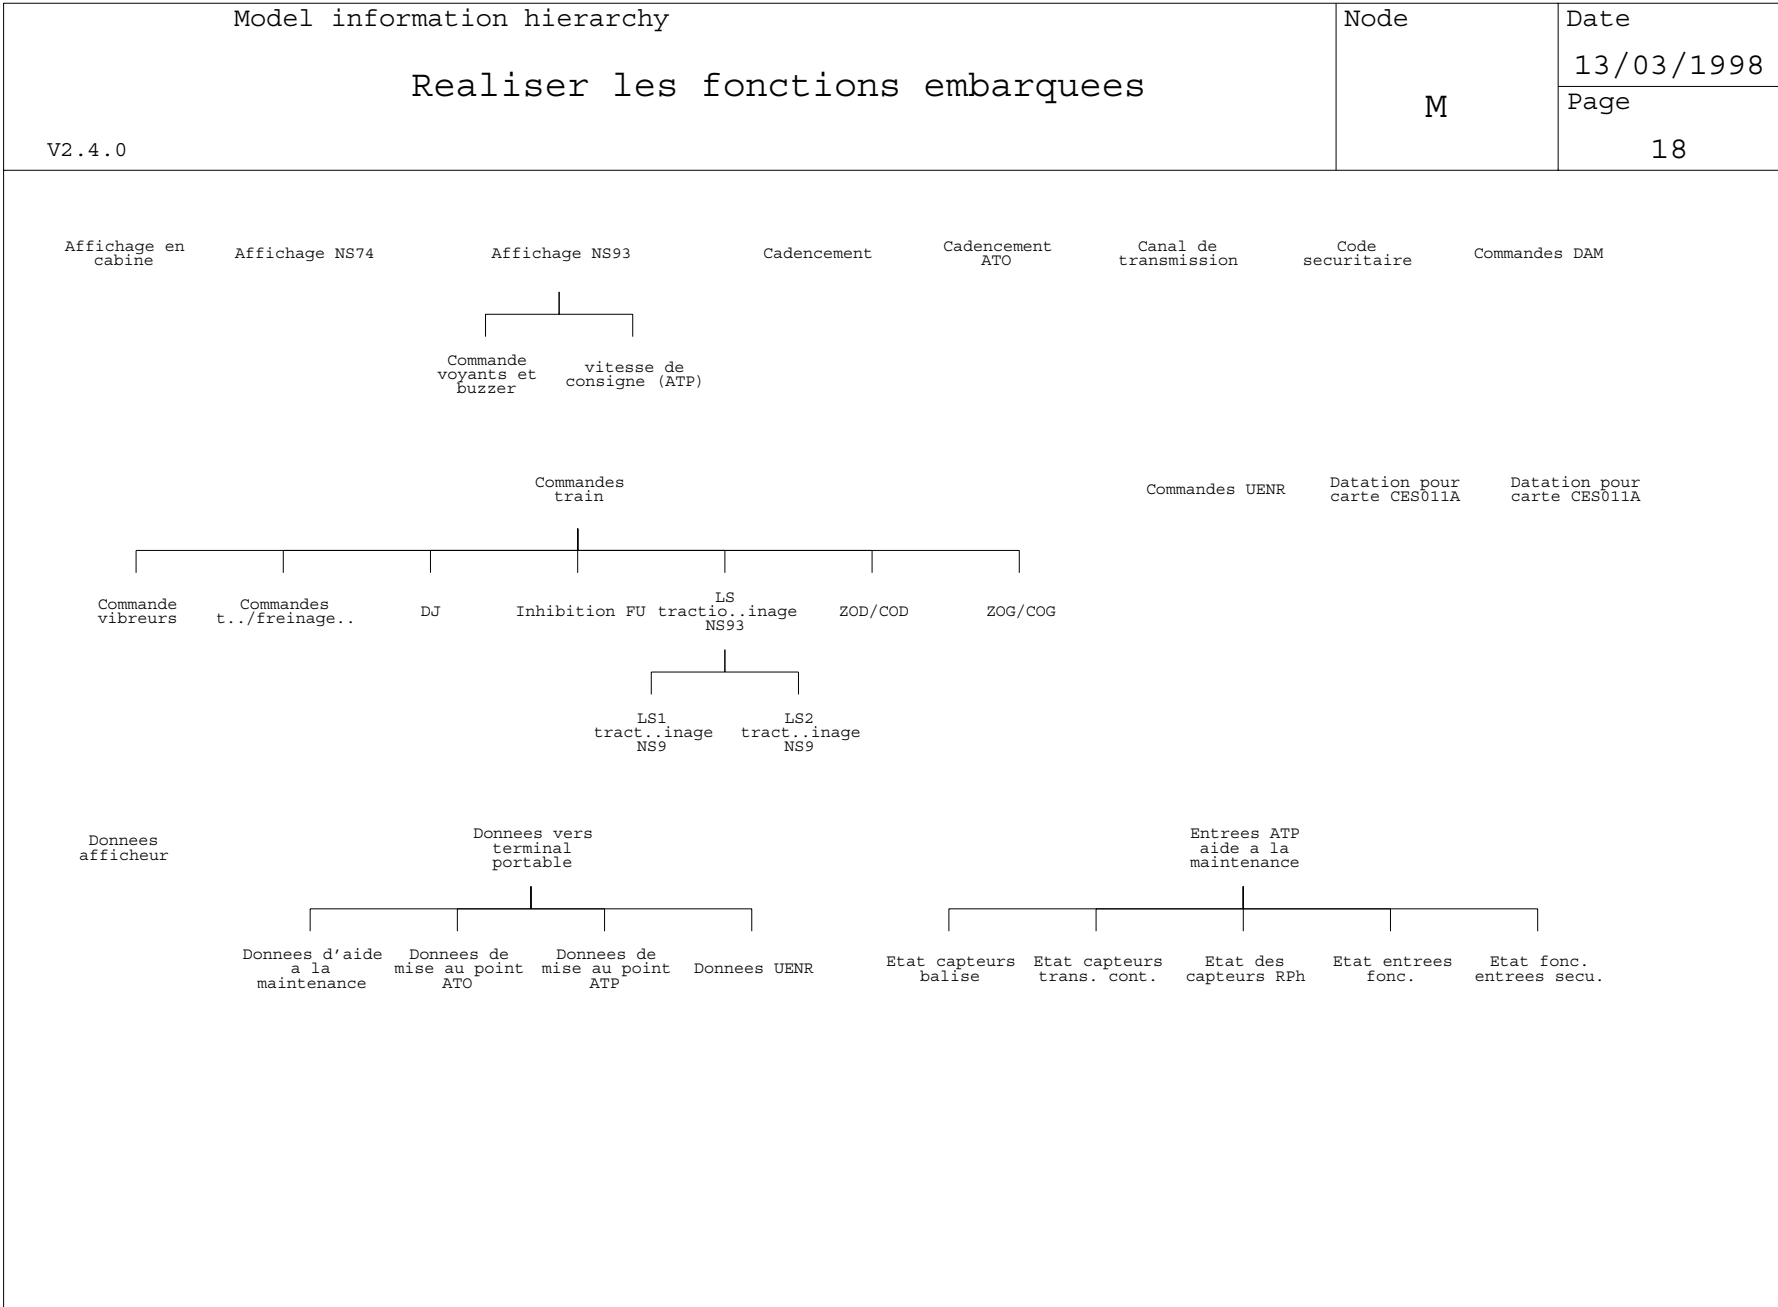 Model information hierarchy
Node
Date
13/03/1998
Realiser les fonctions embarquees
M
Page
V2.4.0
18
Affichage en
cabine
Affichage NS74
Affichage NS93
Cadencement
Cadencement
ATO
Canal de
transmission
Code
securitaire
Commandes DAM
Commande
voyants et
buzzer
vitesse de
consigne (ATP)
Commandes
train
Commandes UENR
Datation pour
carte CES011A
Datation pour
carte CES011A
Commande
vibreurs
Commandes
t../freinage..
DJ
Inhibition FU
LS
tractio..inage
NS93
ZOD/COD
ZOG/COG
LS1
tract..inage
NS9
LS2
tract..inage
NS9
Donnees
afficheur
Donnees vers
terminal
portable
Entrees ATP
aide a la
maintenance
Donnees d'aide
a la
maintenance
Donnees de
mise au point
ATO
Donnees de
mise au point
ATP
Donnees UENR
Etat capteurs
balise
Etat capteurs
trans. cont.
Etat des
capteurs RPh
Etat entrees
fonc.
Etat fonc.
entrees secu.